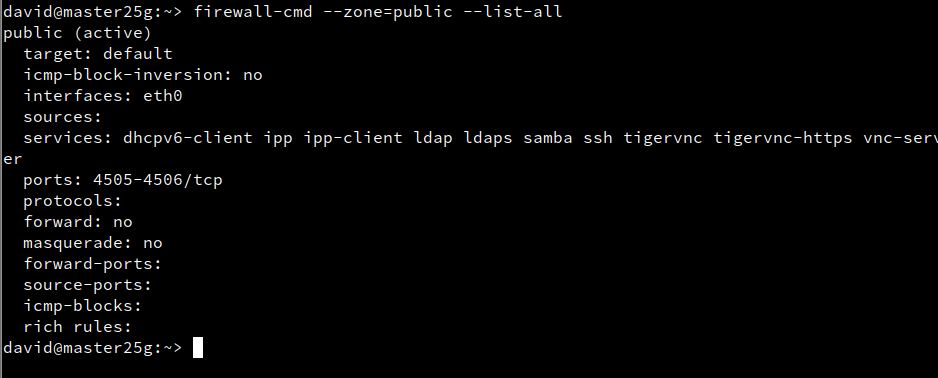 david@master25g:~> firewall-cmd --zone=public --list-all
public (active)
  target: default
  icmp-block-inversion: no
  interfaces: eth0
  sources:
  services: dhcpv6-client ipp ipp-client ldap ldaps samba ssh tigervnc tigervnc-https vnc-serv
er
  ports: 4505-4506/tcp
  protocols:
  forward: no
  masquerade: no
  forward-ports:
  source-ports:
  icmp-blocks:
  rich rules:
david@master25g:~>